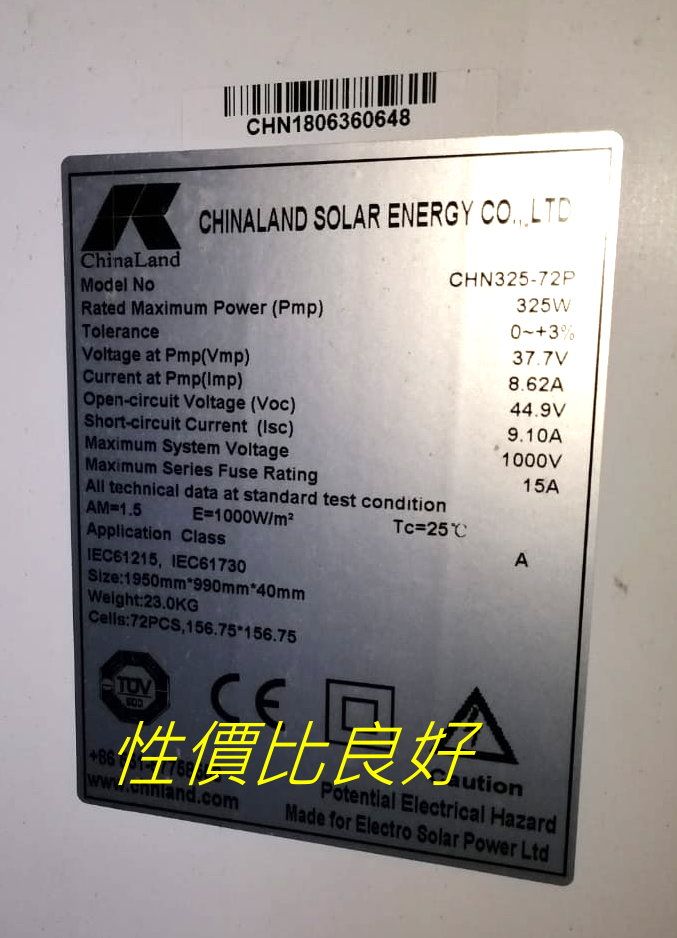 CHN1806360648
CHINALAND SOLAR ENERGY CO.,LTD
ChinaLand
Model No CHN325-72P
Rated Maximum Power (Pmp) 325W
Tolerance 0~+3%
Voltage at Pmp(Vmp) 37.7V
Current at Pmp(Imp) 8.62A
Open-circuit Voltage (Voc) 44.9V
Short-circuit Current (Isc) 9.10A
Maximum System Voltage 1000V
Maximum Series Fuse Rating 15A
All technical data at standard test condition
AM=1.5 E=1000W/m² Tc=25℃
Application Class A
IEC61215, IEC61730
Size:1950mm*990mm*40mm
Weight:23.0KG
Cells:72PCS,156.75*156.75
TÜV
CE
性價比良好
+86
Caution
www.chnland.com
Potential Electrical Hazard
Made for Electro Solar Power Ltd